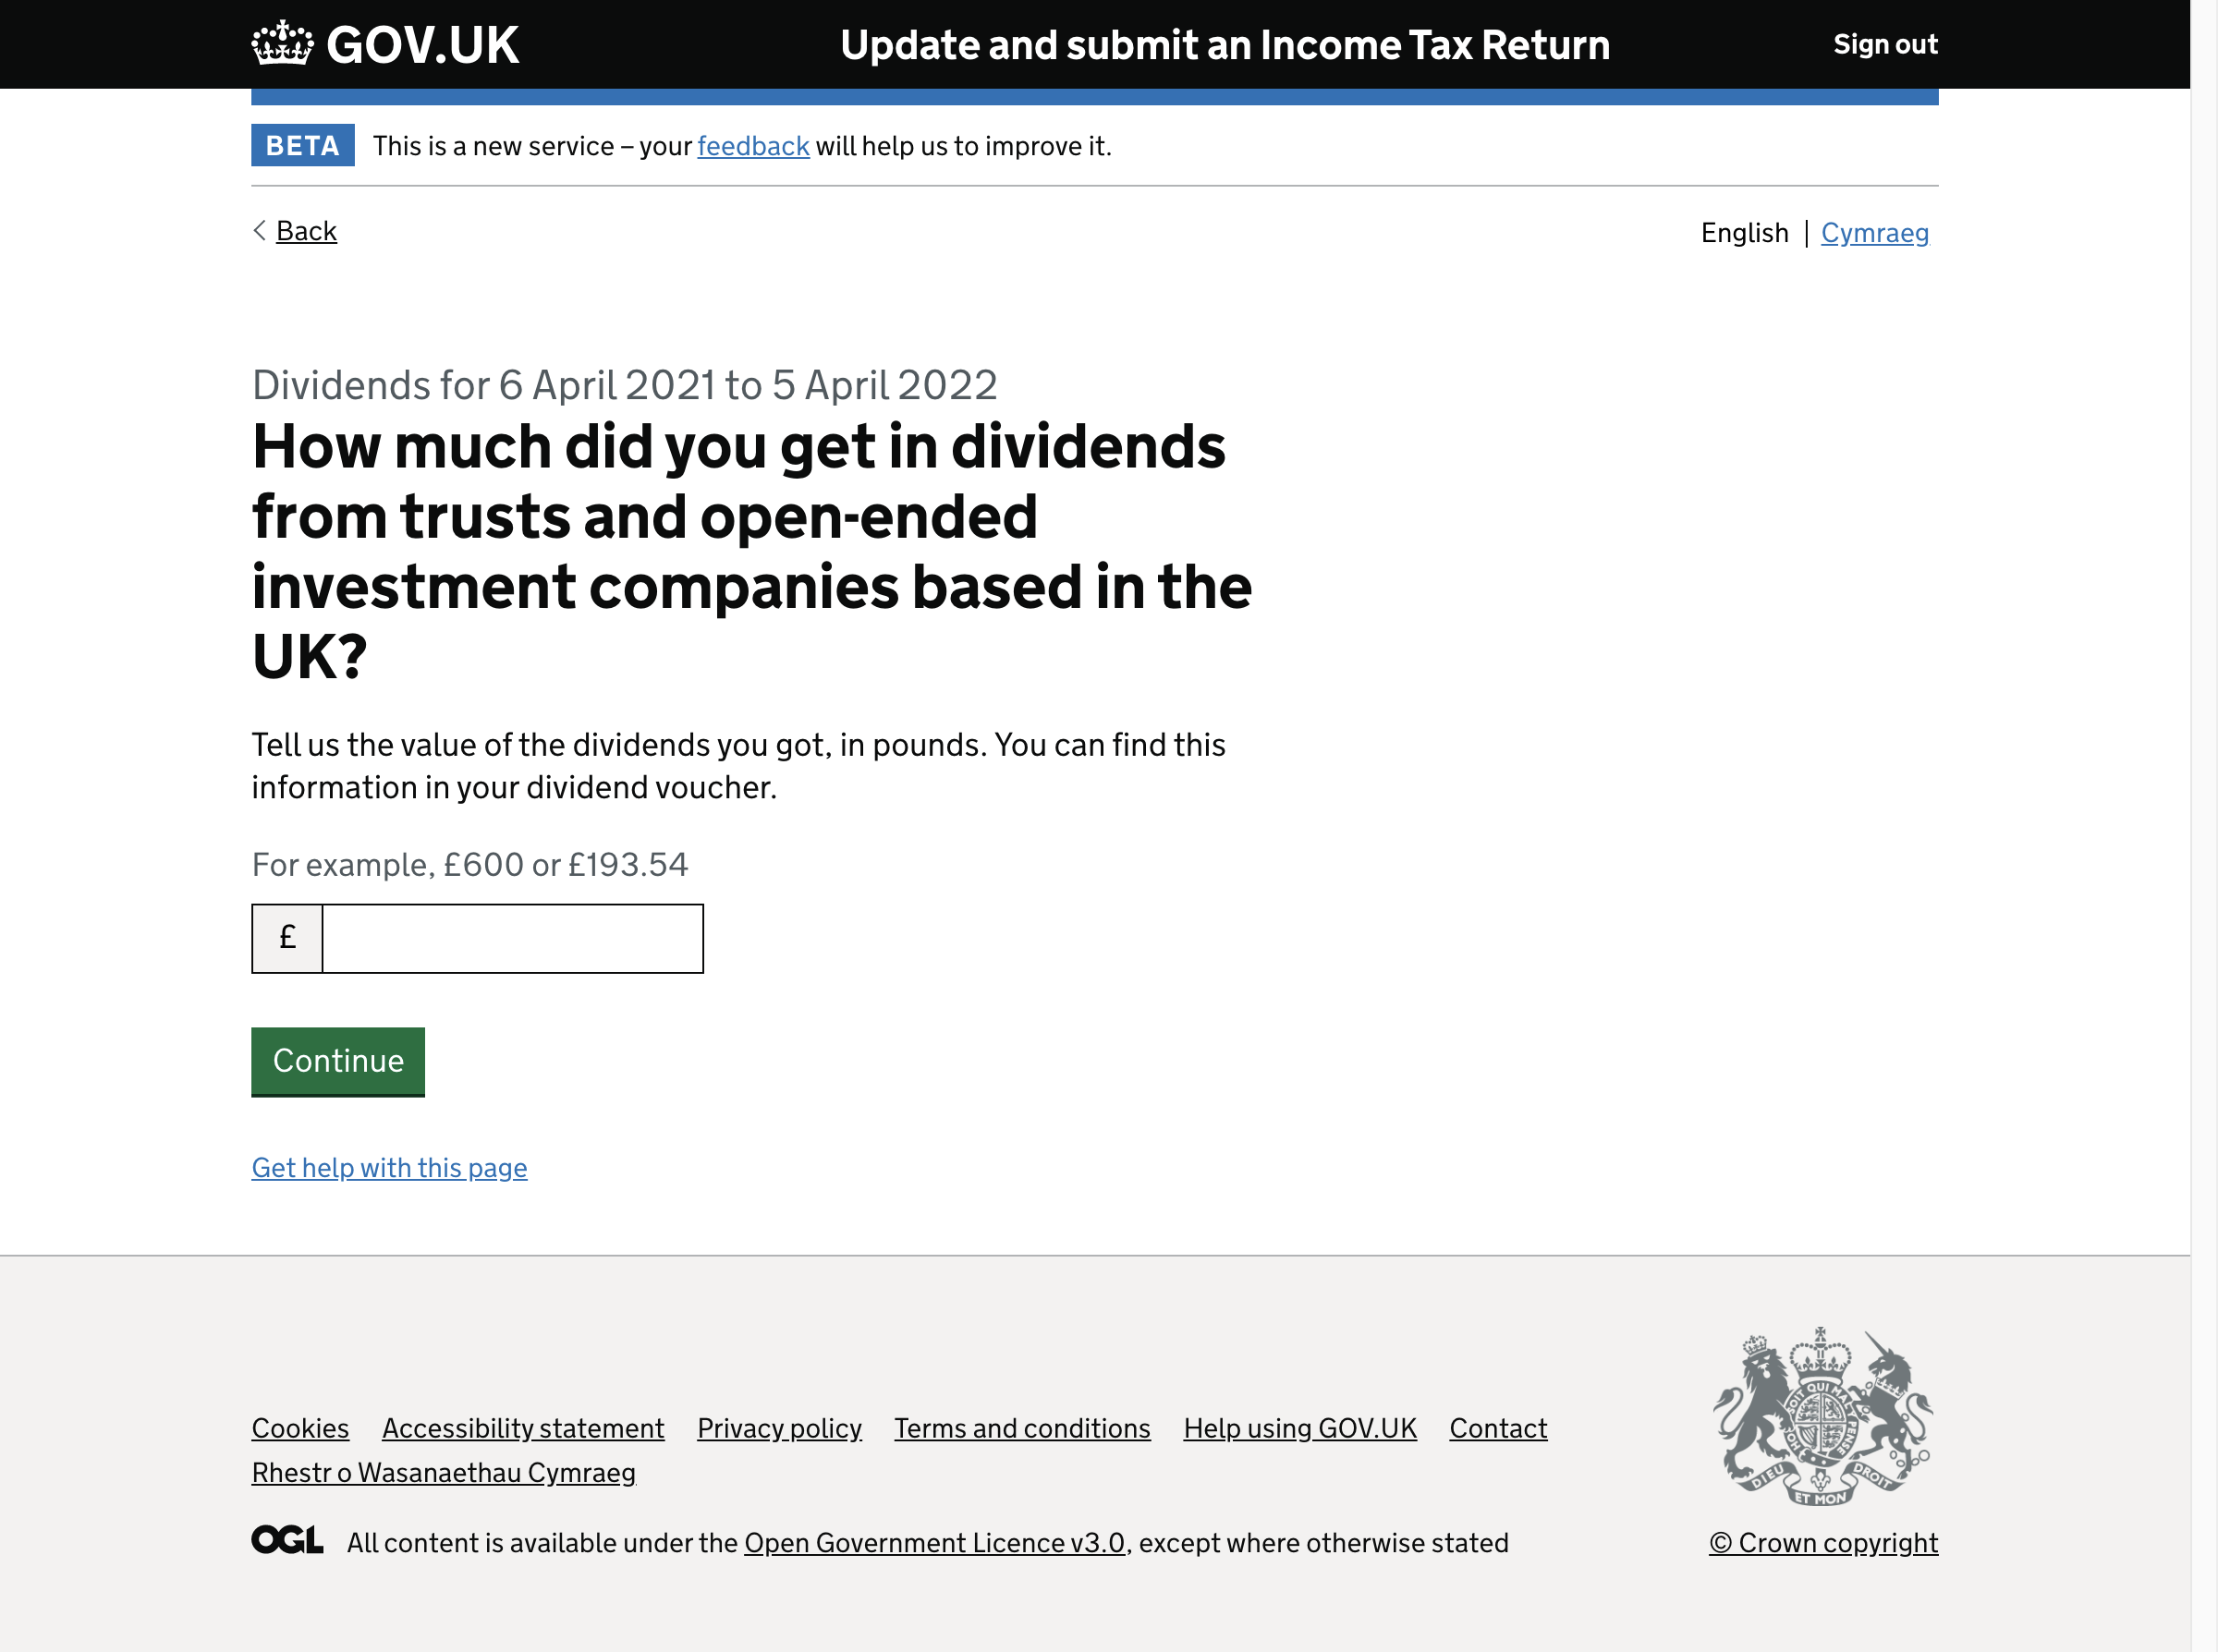 GOV.UK
Update and submit an Income Tax Return
Sign out
BETA
This is a new service – your feedback will help us to improve it.
Back
English
Cymraeg
Dividends for 6 April 2021 to 5 April 2022
How much did you get in dividends
from trusts and open-ended
investment companies based in the
UK?
Tell us the value of the dividends you got, in pounds. You can find this
information in your dividend voucher.
For example, £600 or £193.54
£
Continue
Get help with this page
Cookies Accessibility statement Privacy policy Terms and conditions Help using GOV.UK Contact
Rhestr o Wasanaethau Cymraeg
OGL
All content is available under the Open Government Licence v3.0, except where otherwise stated
DIEU ET MON DROIT
© Crown copyright